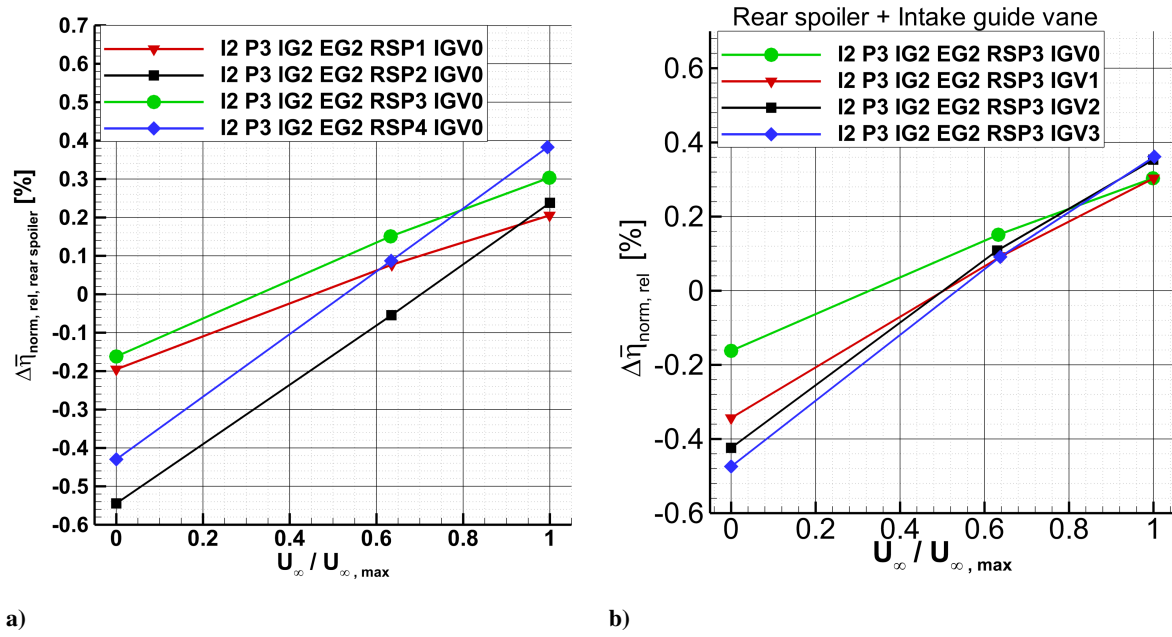 0.7
0.6
0.5
0.4
0.3
0.2
0.1
0
-0.1
-0.2
-0.3
-0.4
-0.5
-0.6
Δη̅norm, rel, rear spoiler [%]
I2 P3 IG2 EG2 RSP1 IGV0
I2 P3 IG2 EG2 RSP2 IGV0
I2 P3 IG2 EG2 RSP3 IGV0
I2 P3 IG2 EG2 RSP4 IGV0
0 0.2 0.4 0.6 0.8 1
U∞ / U∞, max
a)
Rear spoiler + Intake guide vane
0.6
0.4
0.2
0
-0.2
-0.4
-0.6
Δη̅norm, rel [%]
I2 P3 IG2 EG2 RSP3 IGV0
I2 P3 IG2 EG2 RSP3 IGV1
I2 P3 IG2 EG2 RSP3 IGV2
I2 P3 IG2 EG2 RSP3 IGV3
0 0.2 0.4 0.6 0.8 1
U∞ / U∞, max
b)